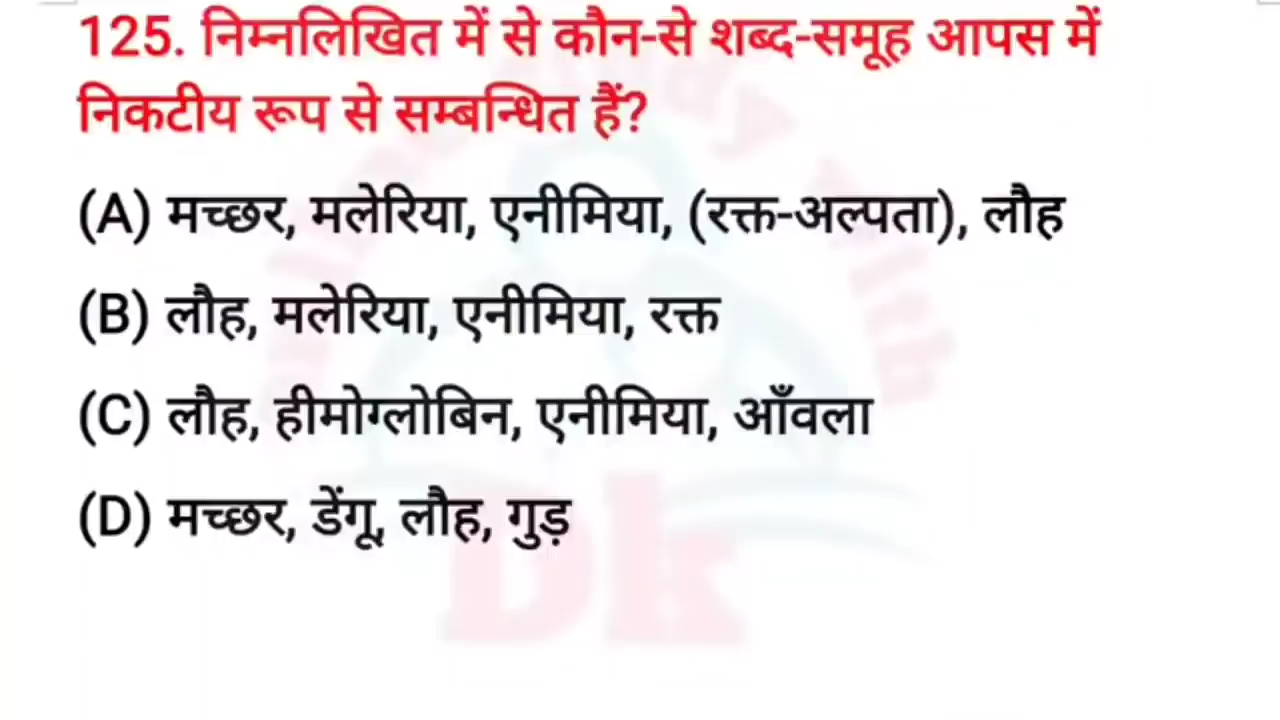 125. निम्नलिखित में से कौन-से शब्द-समूह आपस में
निकटीय रूप से सम्बन्धित हैं?
(A) मच्छर, मलेरिया, एनीमिया, (रक्त-अल्पता), लौह
(B) लौह, मलेरिया, एनीमिया, रक्त
(C) लौह, हीमोग्लोबिन, एनीमिया, आँवला
(D) मच्छर, डेंगू, लौह, गुड़
Dk